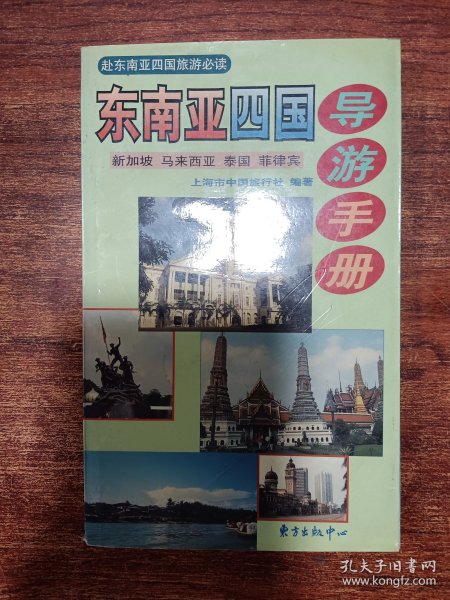 赴东南亚四国旅游必读
东南亚四国
导游手册
新加坡 马来西亚 泰国 菲律宾
上海市中国旅行社 编著
东方出版中心
孔夫子旧书网
www.kongfz.com